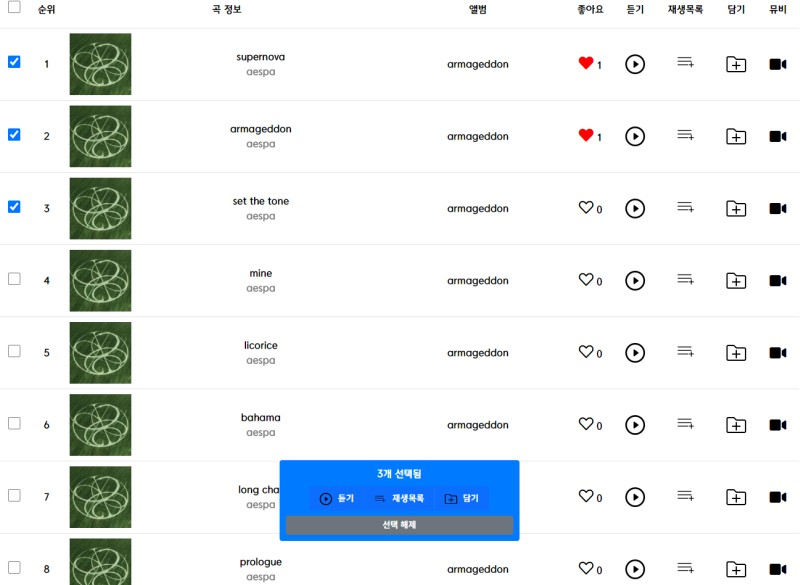 순위 곡 정보 앨범 좋아요 듣기 재생목록 담기 뮤비
1 supernova armageddon 1
aespa
2 armageddon armageddon 1
aespa
3 set the tone armageddon 0
aespa
4 mine armageddon 0
aespa
5 licorice armageddon 0
aespa
6 bahama armageddon 0
aespa
3개 선택됨
7 long cha 0
aespa
듣기 재생목록 담기
선택 해제
8 prologue armageddon 0
aespa